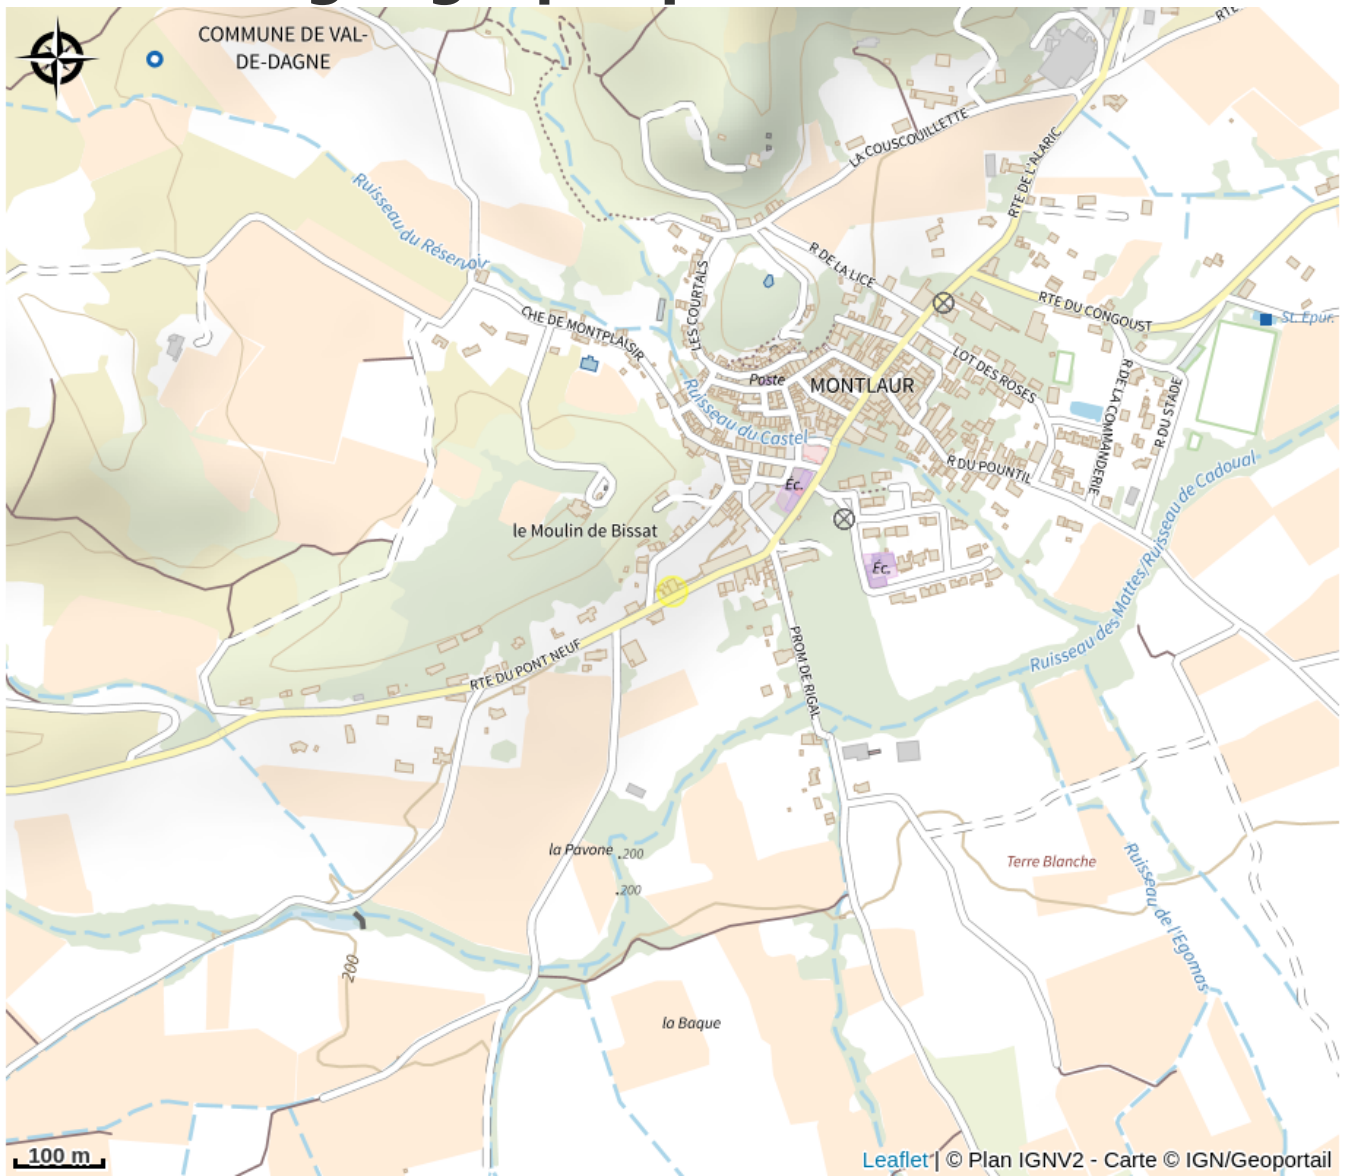 COMMUNE DE VAL-
DE-DAGNE
RTE
LA COUSCOUILLETTE
RTE DE L'ALARIC
Ruisseau du Réservoir
R DE LA LICE
LES COURTALS
RTE DU CONGOUST
St. Épur.
CHE DE MONTPLAISIR
LOT DES ROSES
Poste
MONTLAUR
R DE LA COMMANDERIE
R DU STADE
Ruisseau du Castel
R DU POUNTIL
Éc.
le Moulin de Bissat
Éc.
Ruisseau des Mattes/Ruisseau de Cadoual
RTE DU PONT NEUF
PROM DE RIGAL
la Pavone
200
200
Terre Blanche
Ruisseau de l'Egomas
200
la Baque
100 m
Leaflet | © Plan IGNV2 - Carte © IGN/Geoportail